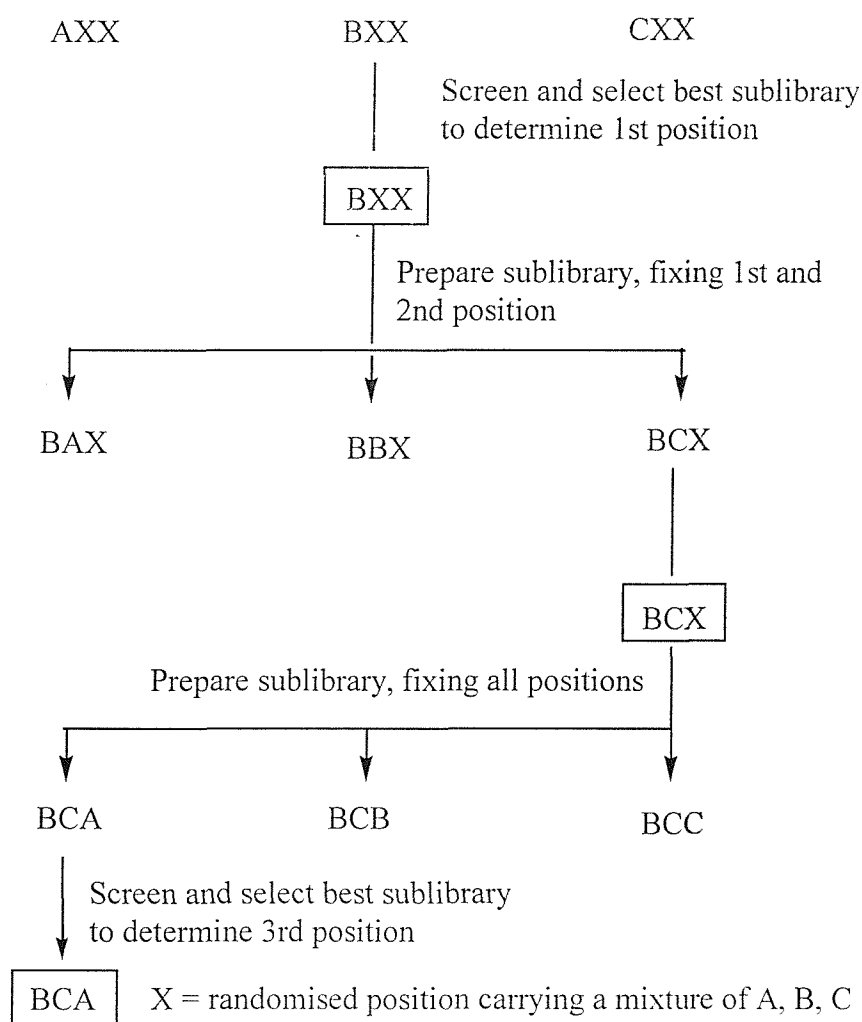 AXX BXX CXX
Screen and select best sublibrary
to determine 1st position
BXX
Prepare sublibrary, fixing 1st and
2nd position
BAX BBX BCX
BCX
Prepare sublibrary, fixing all positions
BCA BCB BCC
Screen and select best sublibrary
to determine 3rd position
BCA X = randomised position carrying a mixture of A, B, C